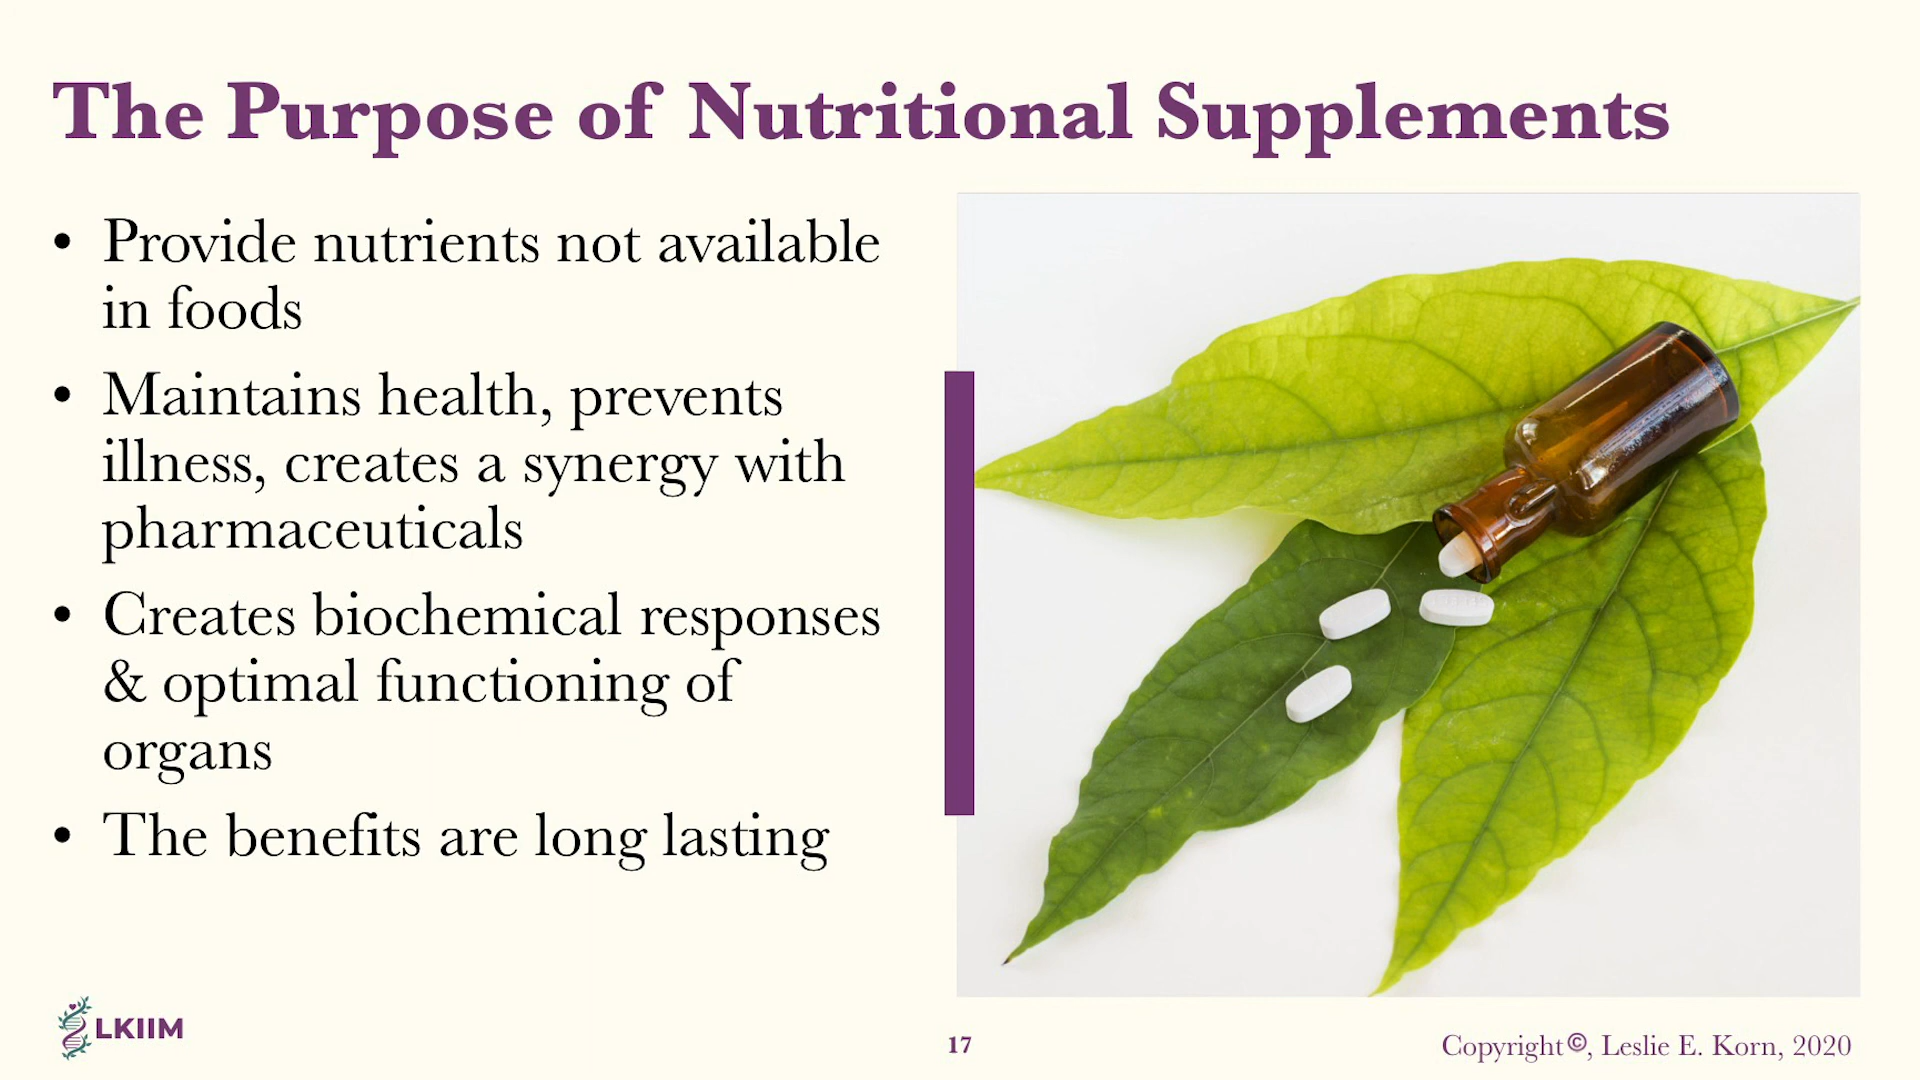 The Purpose of Nutritional Supplements
• Provide nutrients not available
in foods
• Maintains health, prevents
illness, creates a synergy with
pharmaceuticals
• Creates biochemical responses
& optimal functioning of
organs
• The benefits are long lasting
LKIIM
17
Copyright©, Leslie E. Korn, 2020